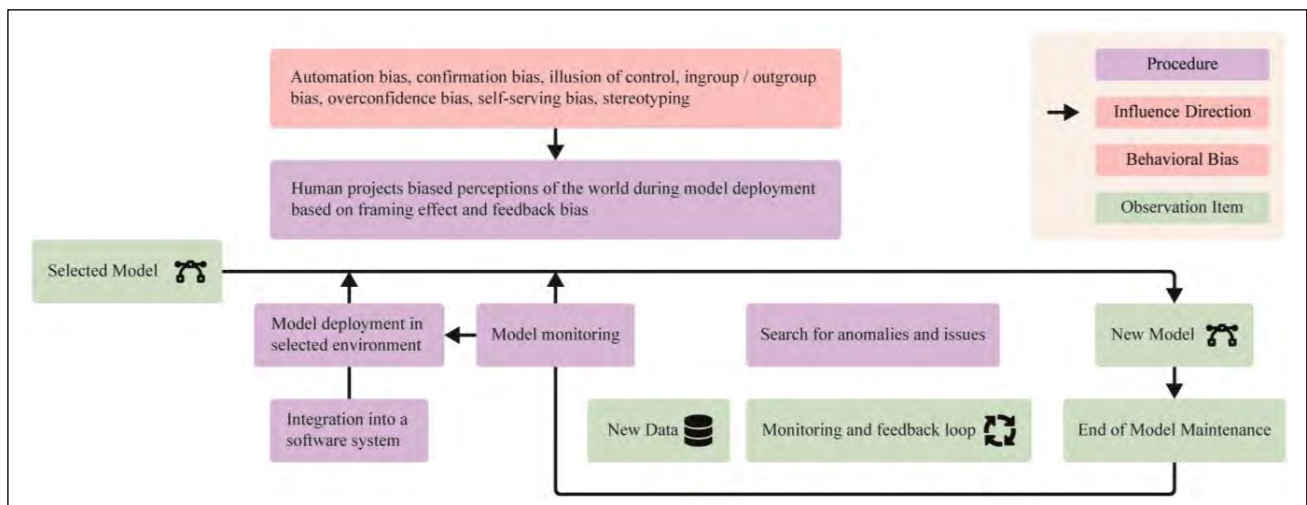 Automation bias, confirmation bias, illusion of control, ingroup / outgroup
bias, overconfidence bias, self-serving bias, stereotyping
Procedure
Influence Direction
Behavioral Bias
Observation Item
Human projects biased perceptions of the world during model deployment
based on framing effect and feedback bias
Selected Model
Model deployment in
selected environment
Model monitoring
Search for anomalies and issues
New Model
Integration into a
software system
New Data
Monitoring and feedback loop
End of Model Maintenance